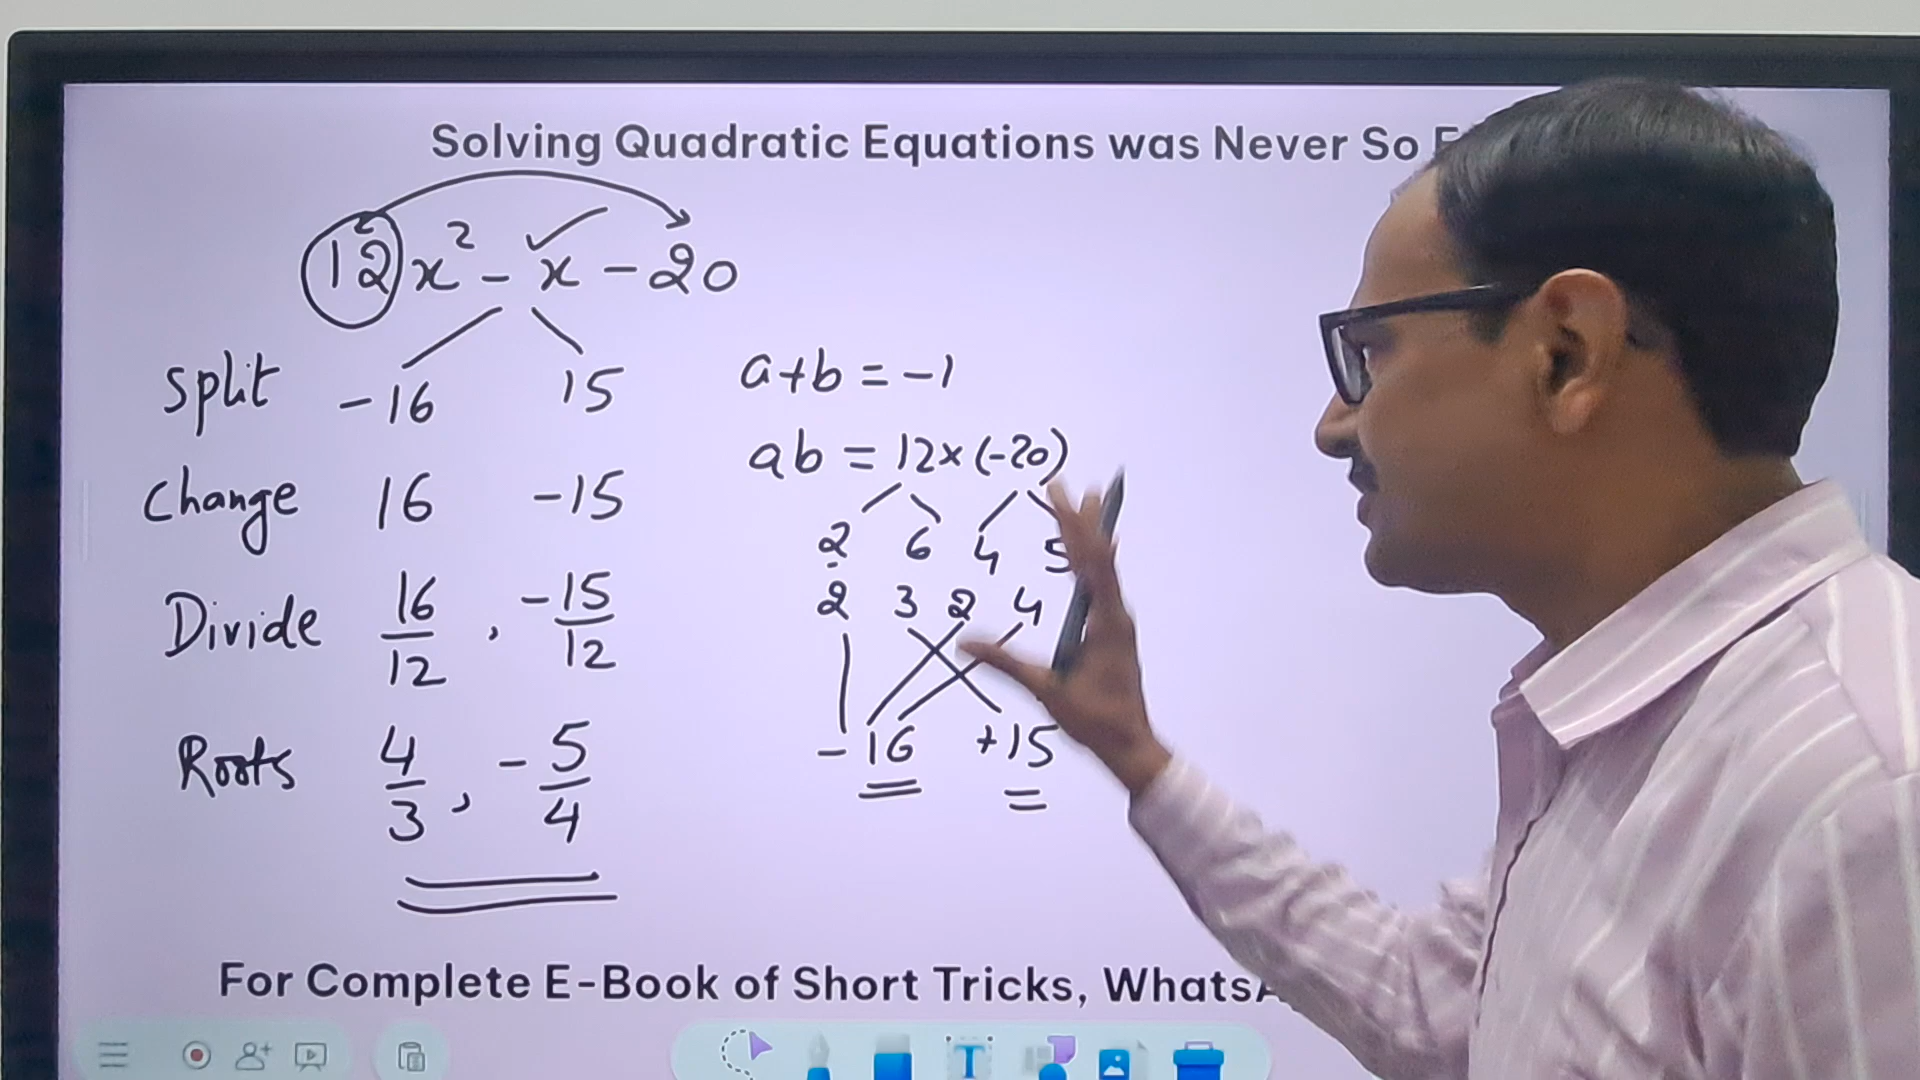 Solving Quadratic Equations was Never So
12x² - x - 20
Split -16 15
Change 16 -15
Divide 16/12 , -15/12
Roots 4/3 , -5/4
a+b = -1
ab = 12×(-20)
2 6 4 5
2 3 2 4
-16 +15
For Complete E-Book of Short Tricks, WhatsA
T